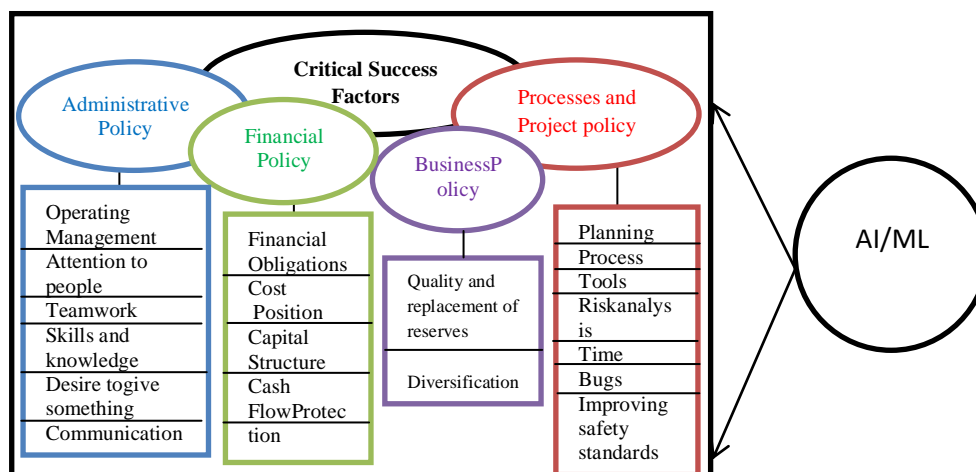 Critical Success
Factors
Administrative
Policy
Financial
Policy
BusinessP
olicy
Processes and
Project policy
Operating
Management
Attention to
people
Teamwork
Skills and
knowledge
Desire togive
something
Communication
Financial
Obligations
Cost
Position
Capital
Structure
Cash
FlowProtec
tion
Quality and
replacement of
reserves
Diversification
Planning
Process
Tools
Riskanalys
is
Time
Bugs
Improving
safety
standards
AI/ML